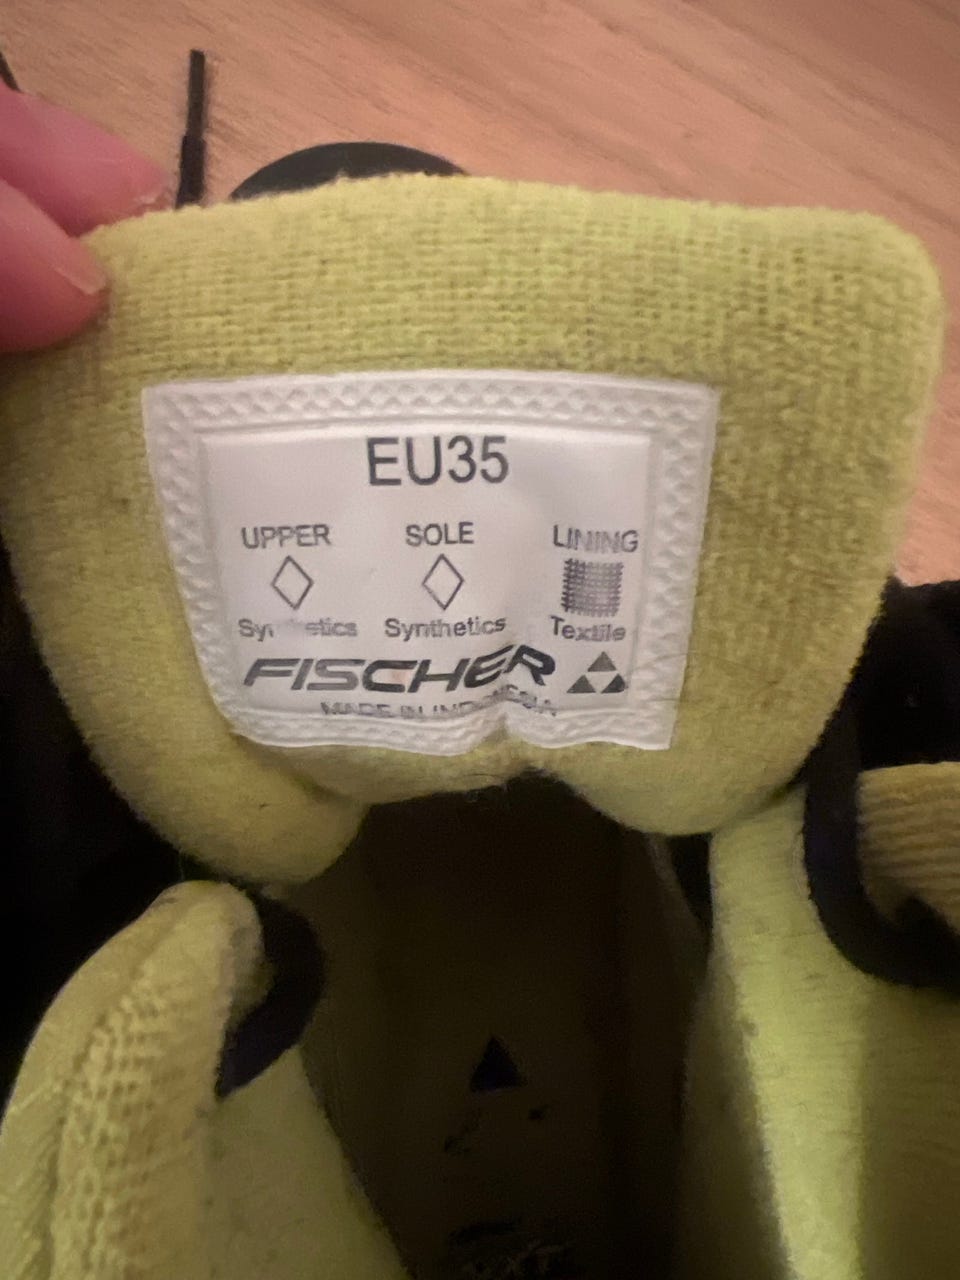 EU35
UPPER SOLE LINING
Synthetics Synthetics Textile
FISCHER
MADE IN INDONESIA